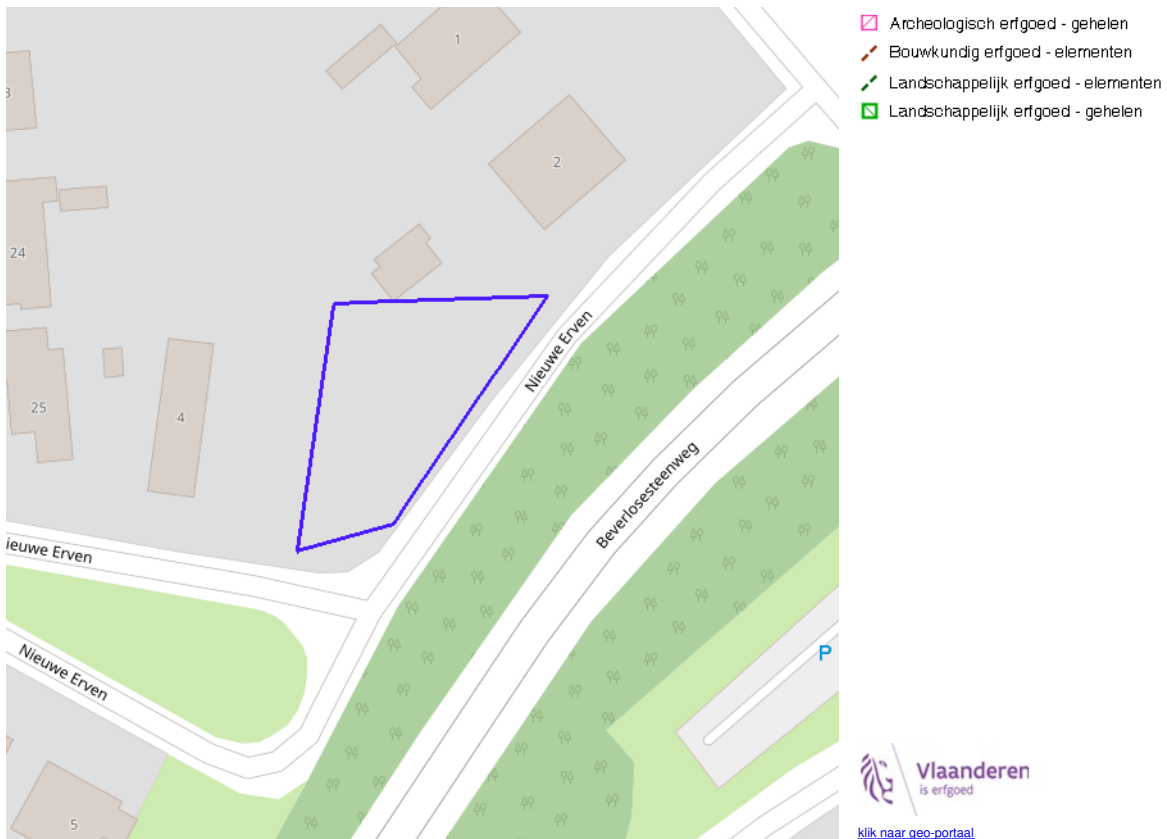 Archeologisch erfgoed - gehelen
Bouwkundig erfgoed - elementen
Landschappelijk erfgoed - elementen
Landschappelijk erfgoed - gehelen
1
2
3
24
25
4
Nieuwe Erven
Beverlosesteenweg
ieuwe Erven
Nieuwe Erven
P
5
Vlaanderen
is erfgoed
klik naar geo-portaal